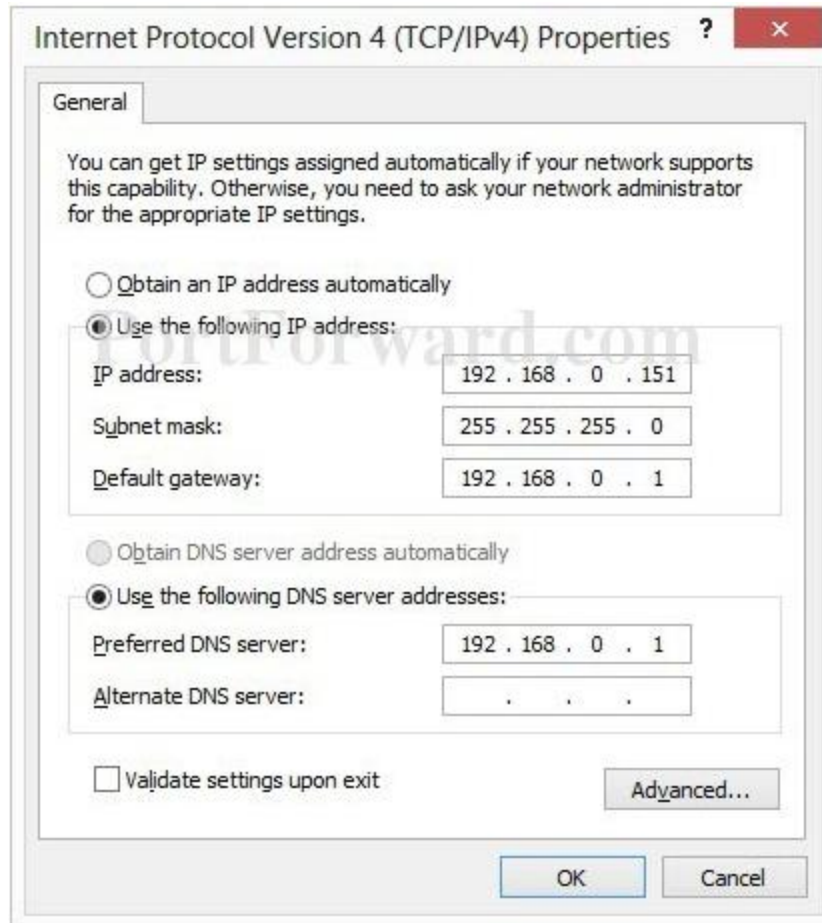 Internet Protocol Version 4 (TCP/IPv4) Properties ?
General
You can get IP settings assigned automatically if your network supports
this capability. Otherwise, you need to ask your network administrator
for the appropriate IP settings.
Obtain an IP address automatically
Use the following IP address:
PortForward.com
IP address: 192 . 168 . 0 . 151
Subnet mask: 255 . 255 . 255 . 0
Default gateway: 192 . 168 . 0 . 1
Obtain DNS server address automatically
Use the following DNS server addresses:
Preferred DNS server: 192 . 168 . 0 . 1
Alternate DNS server: . . .
Validate settings upon exit
Advanced...
OK Cancel